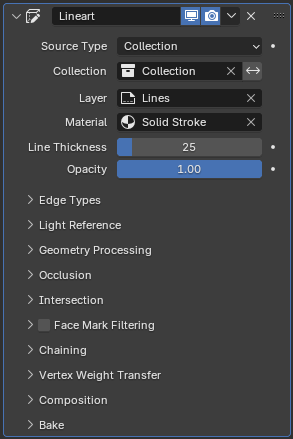 Lineart
Source Type Collection
Collection Collection
Layer Lines
Material Solid Stroke
Line Thickness 25
Opacity 1.00
Edge Types
Light Reference
Geometry Processing
Occlusion
Intersection
Face Mark Filtering
Chaining
Vertex Weight Transfer
Composition
Bake